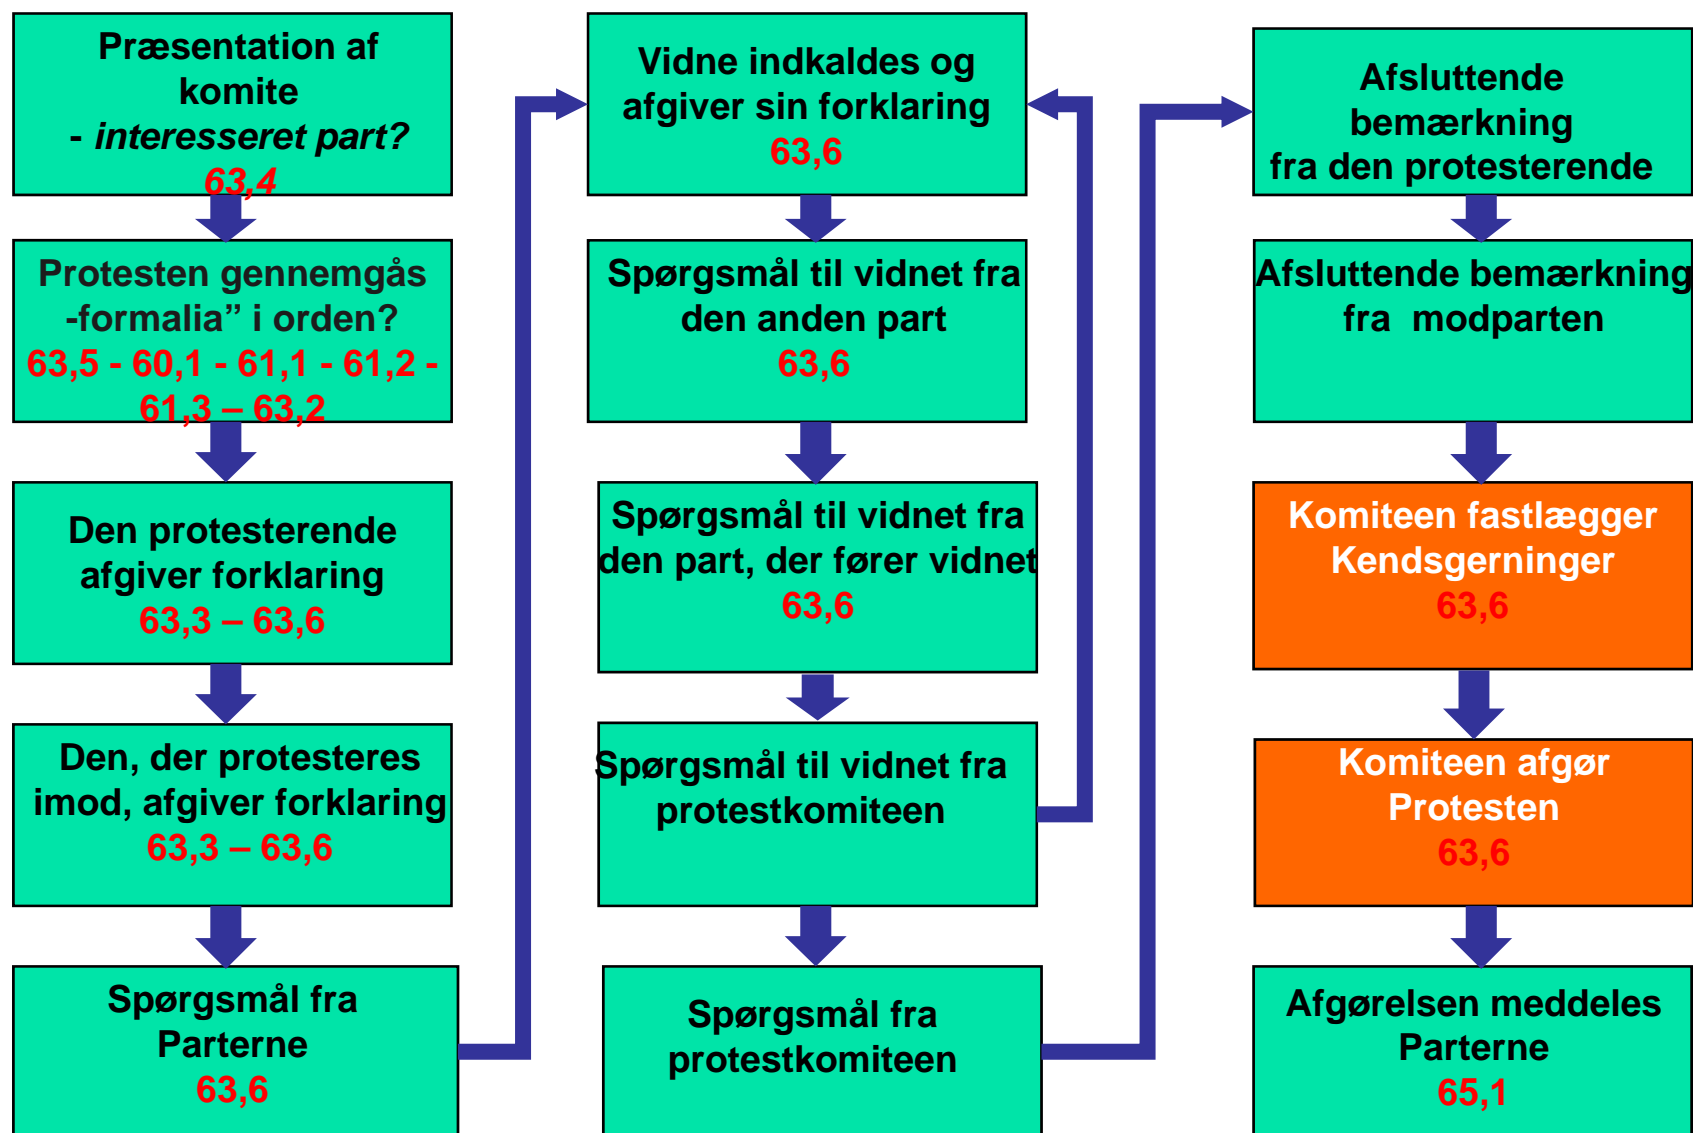 Præsentation af
komite
- interesseret part?
63,4
Protesten gennemgås
-formalia” i orden?
63,5 - 60,1 - 61,1 - 61,2 -
61,3 – 63,2
Den protesterende
afgiver forklaring
63,3 – 63,6
Den, der protesteres
imod, afgiver forklaring
63,3 – 63,6
Spørgsmål fra
Parterne
63,6
Vidne indkaldes og
afgiver sin forklaring
63,6
Spørgsmål til vidnet fra
den anden part
63,6
Spørgsmål til vidnet fra
den part, der fører vidnet
63,6
Spørgsmål til vidnet fra
protestkomiteen
Spørgsmål fra
protestkomiteen
Afsluttende
bemærkning
fra den protesterende
Afsluttende bemærkning
fra modparten
Komiteen fastlægger
Kendsgerninger
63,6
Komiteen afgør
Protesten
63,6
Afgørelsen meddeles
Parterne
65,1